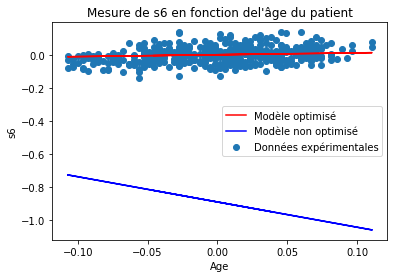 Mesure de s6 en fonction del'âge du patient
0.0
−0.2
−0.4
−0.6
−0.8
−1.0
s6
Modèle optimisé
Modèle non optimisé
Données expérimentales
−0.10
−0.05
0.00
0.05
0.10
Age